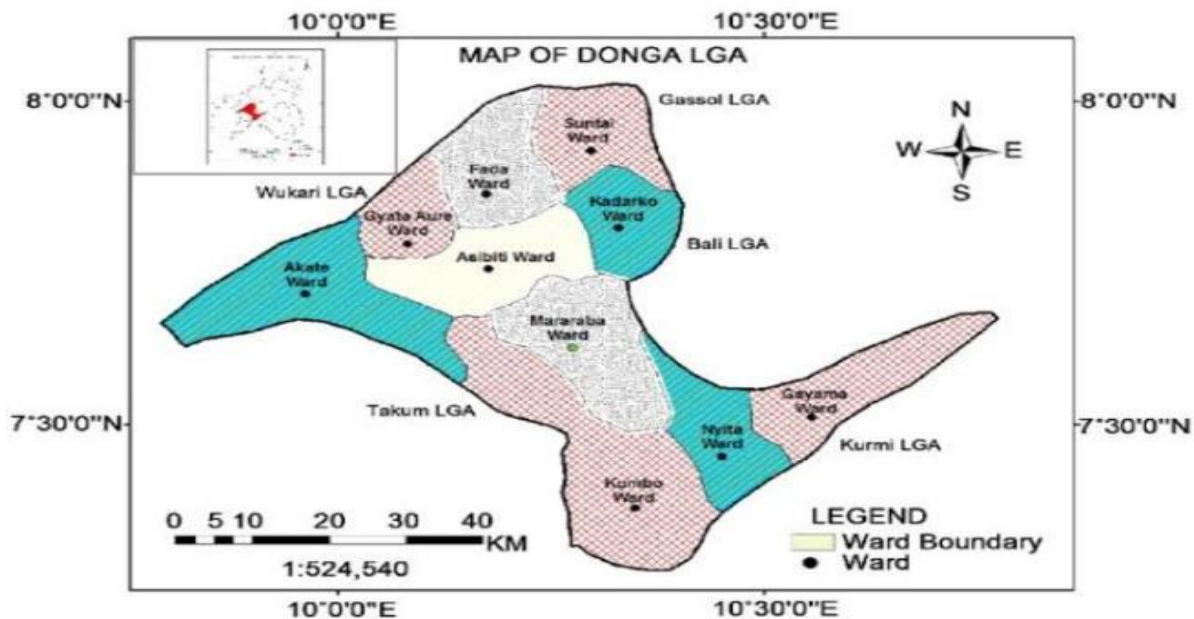 10°0'0"E
10°30'0"E
MAP OF DONGA LGA
8°0'0"N
8°0'0"N
Gassol LGA
N
W
E
S
Suntai
Ward
Fada
Ward
Wukari LGA
Kadarko
Ward
Gyata Aure
Ward
Bali LGA
Asibiti Ward
Akate
Ward
Mararaba
Ward
Takum LGA
Gayama
Ward
7°30'0"N
7°30'0"N
Nyita
Ward
Kurmi LGA
Kumbo
Ward
0 5 10 20 30 40
KM
1:524,540
LEGEND
Ward Boundary
Ward
10°0'0"E
10°30'0"E